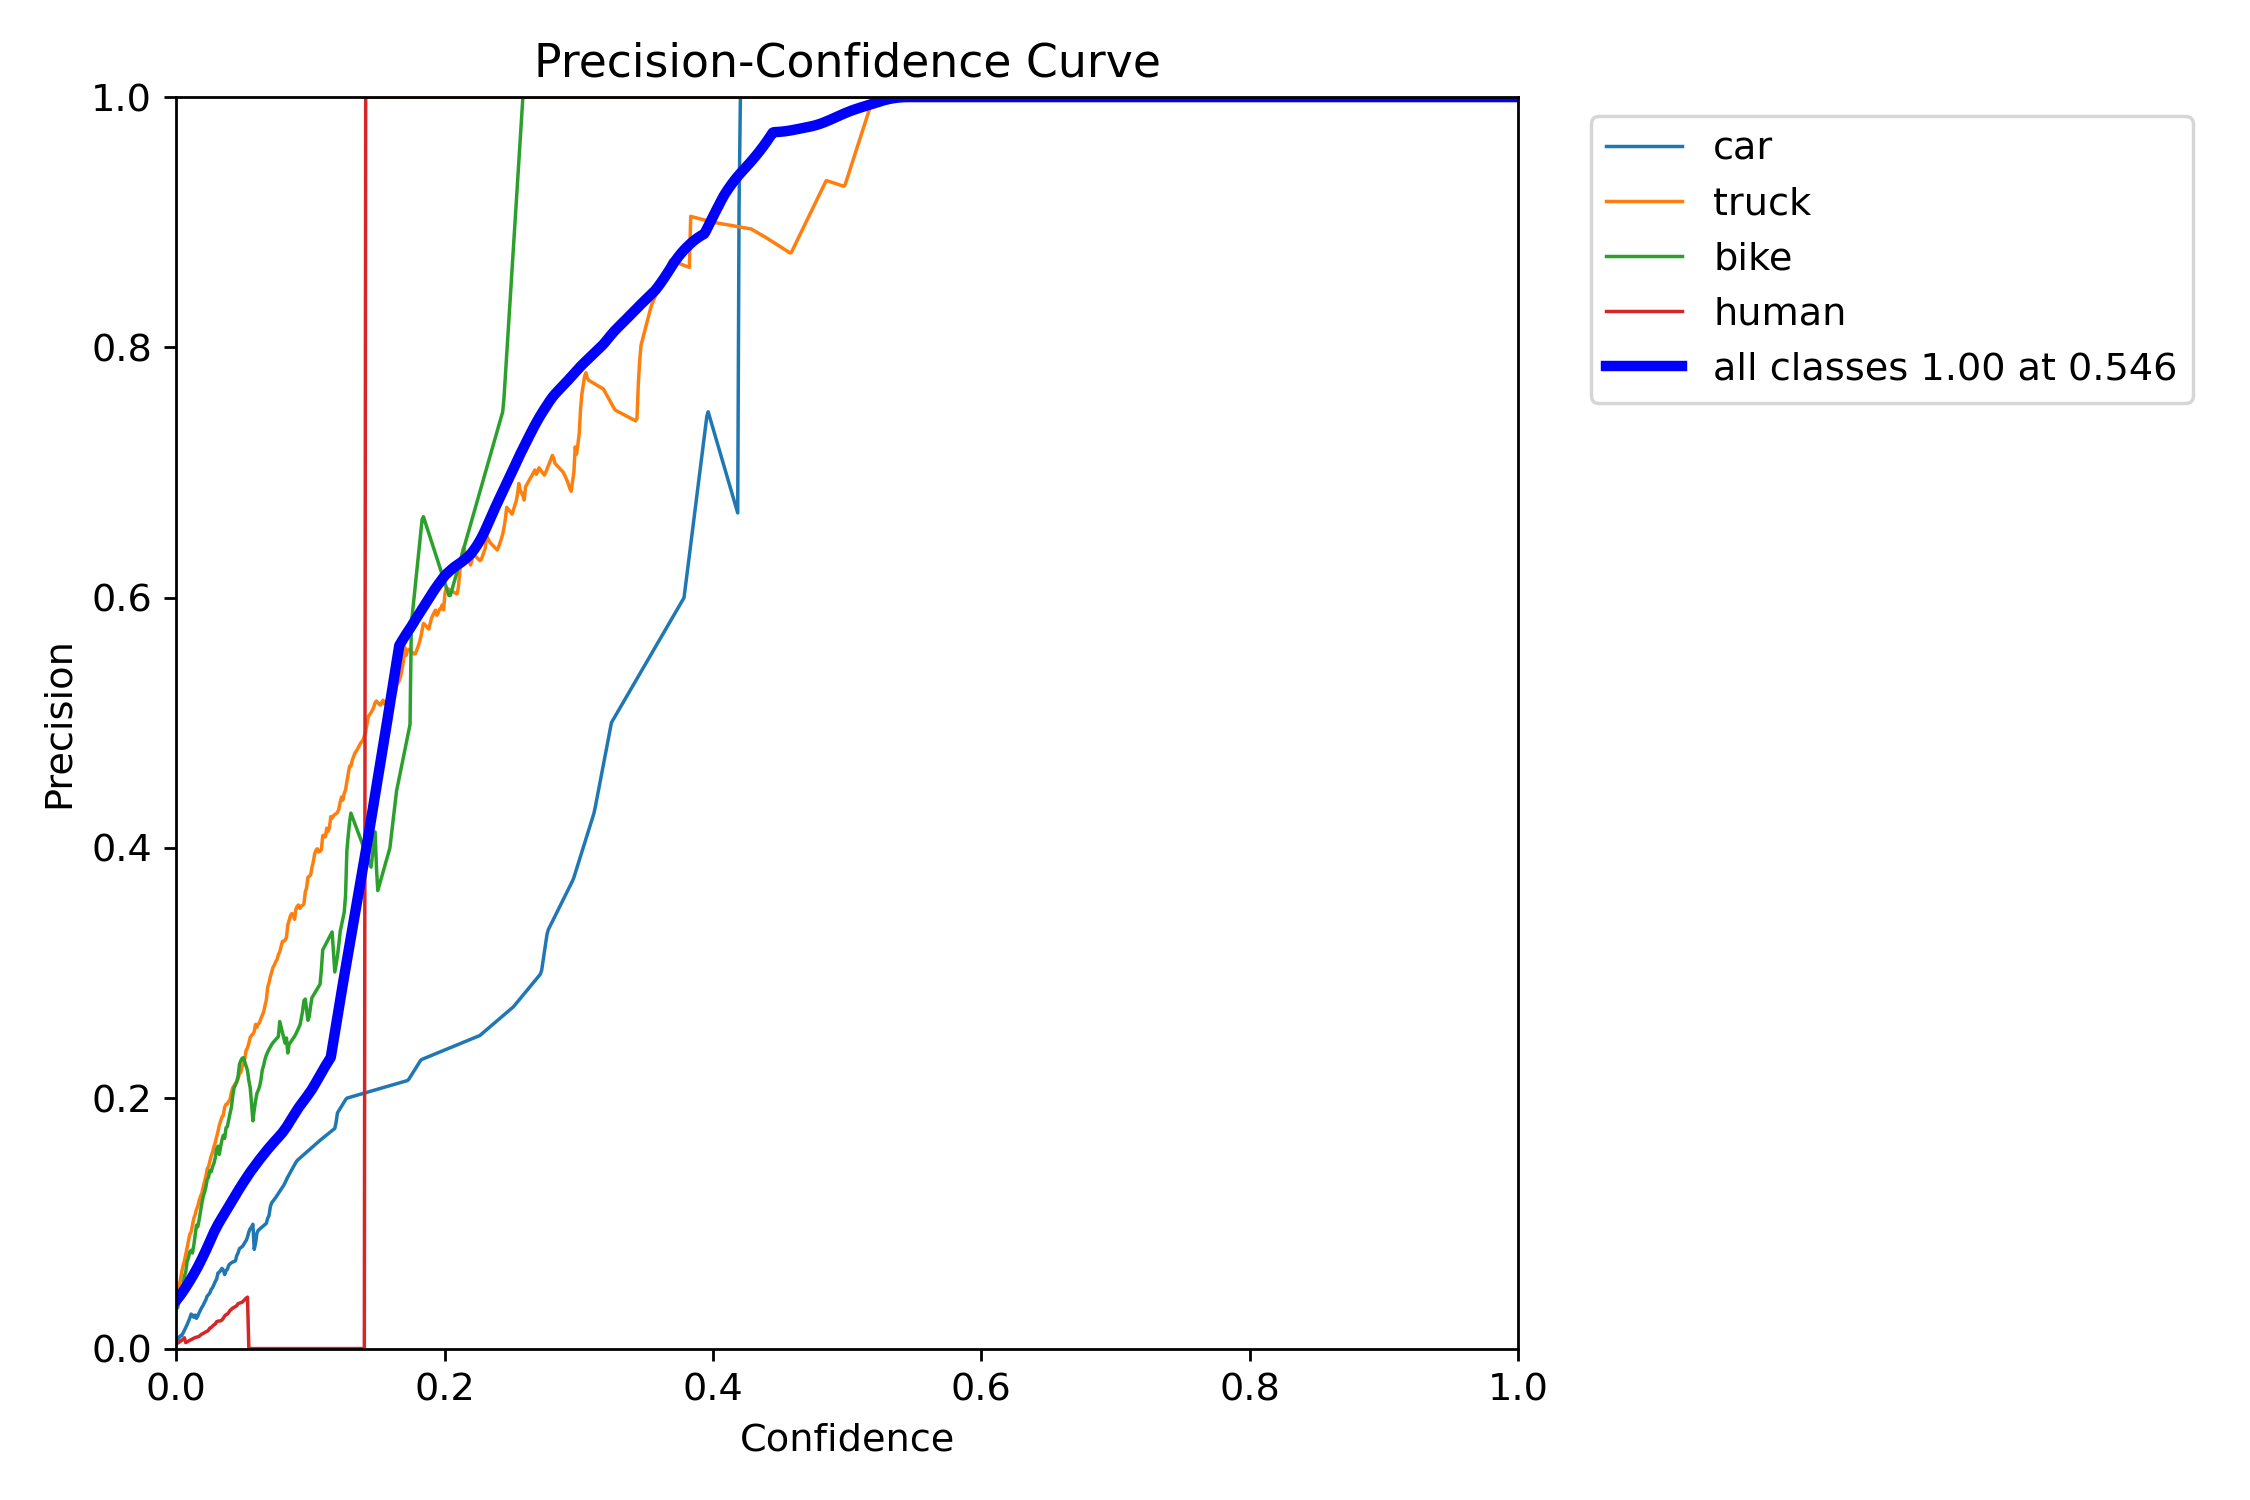 Precision-Confidence Curve
1.0
0.8
0.6
0.4
0.2
0.0
Precision
0.0 0.2 0.4 0.6 0.8 1.0
Confidence
car
truck
bike
human
all classes 1.00 at 0.546